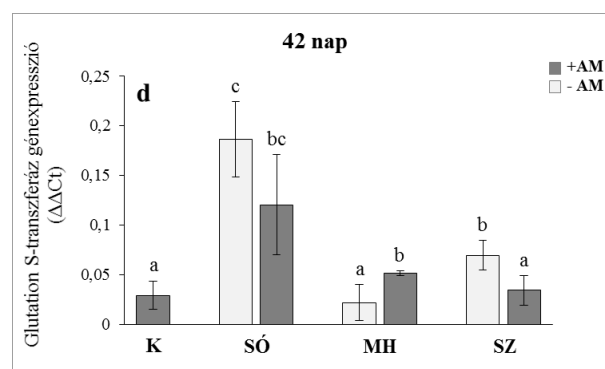 42 nap
+AM
- AM
d
Glutation S-transzferáz génexpresszió
(ΔΔCt)
0,25
0,2
0,15
0,1
0,05
0
a
c
bc
a
b
b
a
K
SÓ
MH
SZ